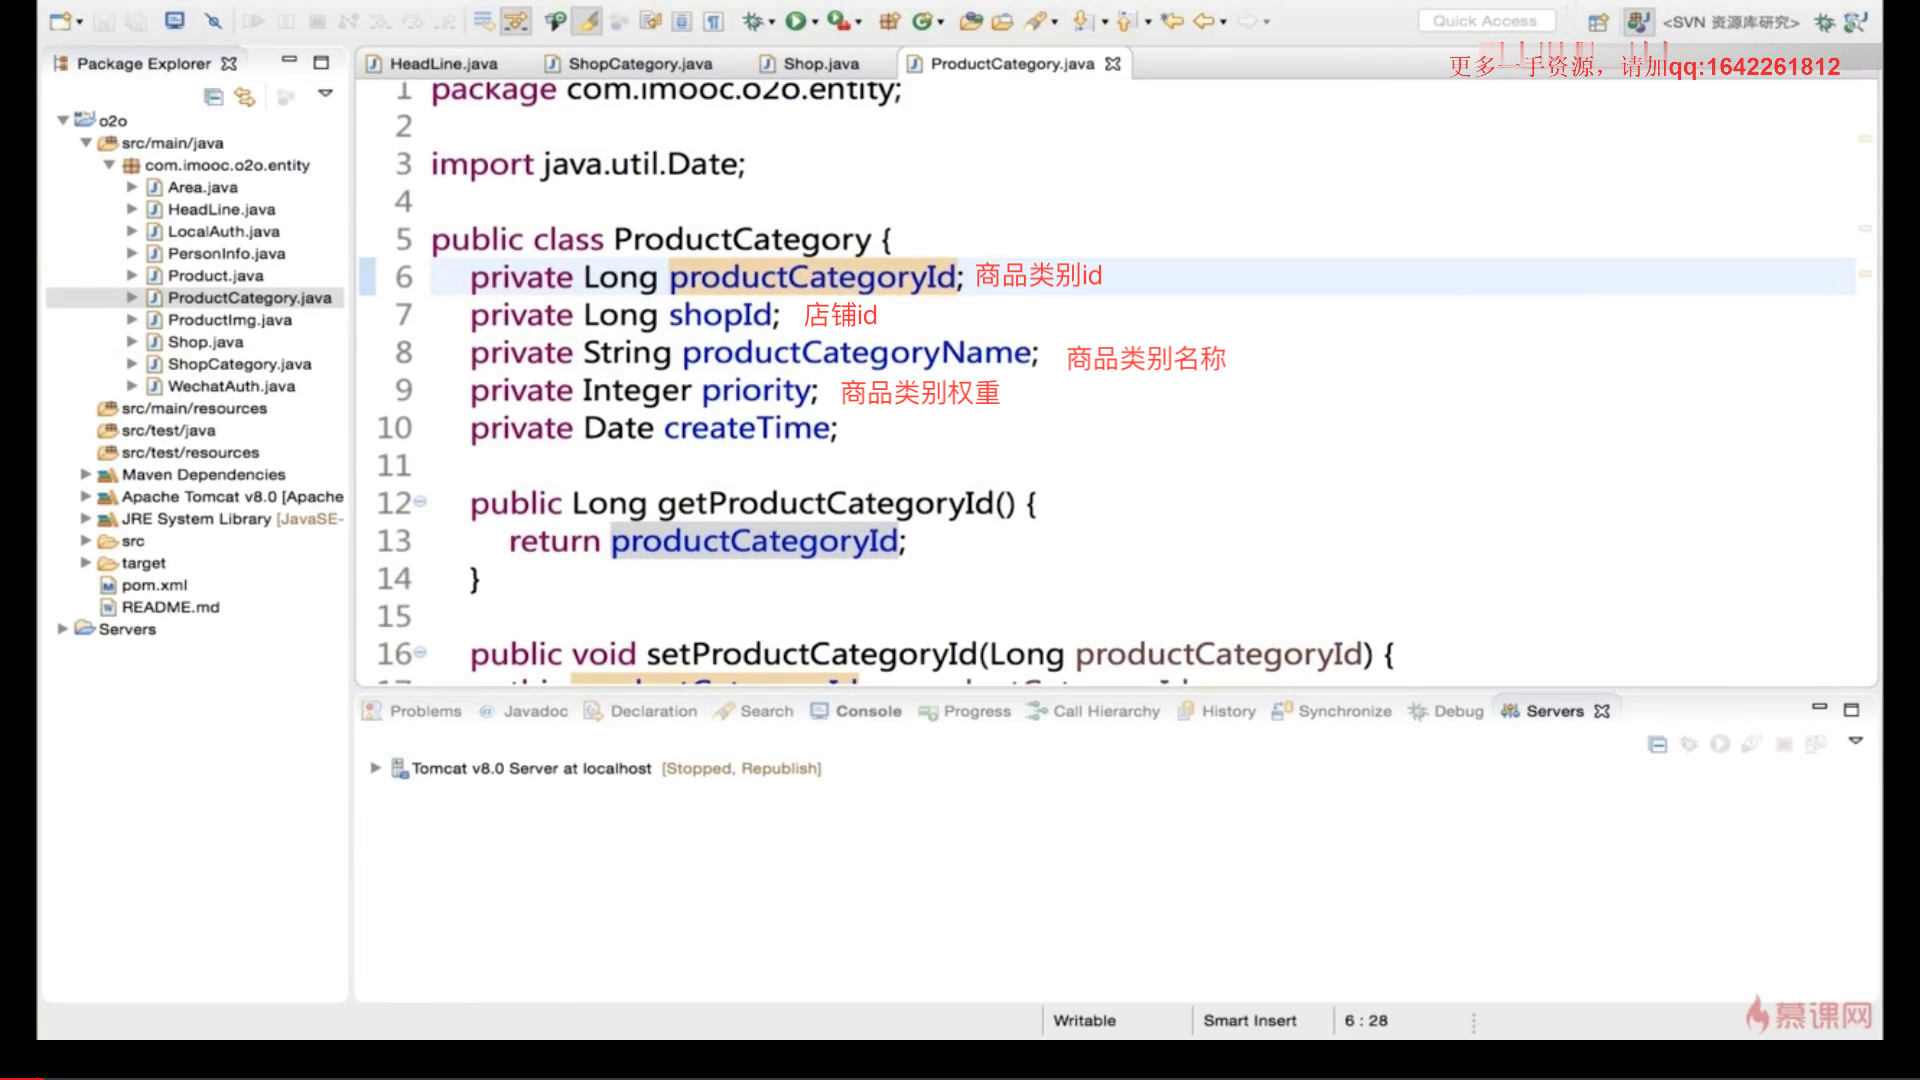 Quick Access
<SVN 资源库研究>
更多一手资源，请加qq:1642261812
Package Explorer
HeadLine.java
ShopCategory.java
Shop.java
ProductCategory.java
o2o
src/main/java
com.imooc.o2o.entity
Area.java
HeadLine.java
LocalAuth.java
PersonInfo.java
Product.java
ProductCategory.java
ProductImg.java
Shop.java
ShopCategory.java
WechatAuth.java
src/main/resources
src/test/java
src/test/resources
Maven Dependencies
Apache Tomcat v8.0 [Apache
JRE System Library [JavaSE-
src
target
pom.xml
README.md
Servers
1 package com.imooc.o2o.entity;
2
3 import java.util.Date;
4
5 public class ProductCategory {
6 private Long productCategoryId; 商品类别id
7 private Long shopId; 店铺id
8 private String productCategoryName; 商品类别名称
9 private Integer priority; 商品类别权重
10 private Date createTime;
11
12 public Long getProductCategoryId() {
13 return productCategoryId;
14 }
15
16 public void setProductCategoryId(Long productCategoryId) {
Problems Javadoc Declaration Search Console Progress Call Hierarchy History Synchronize Debug Servers
Tomcat v8.0 Server at localhost [Stopped, Republish]
Writable Smart Insert 6 : 28
慕课网